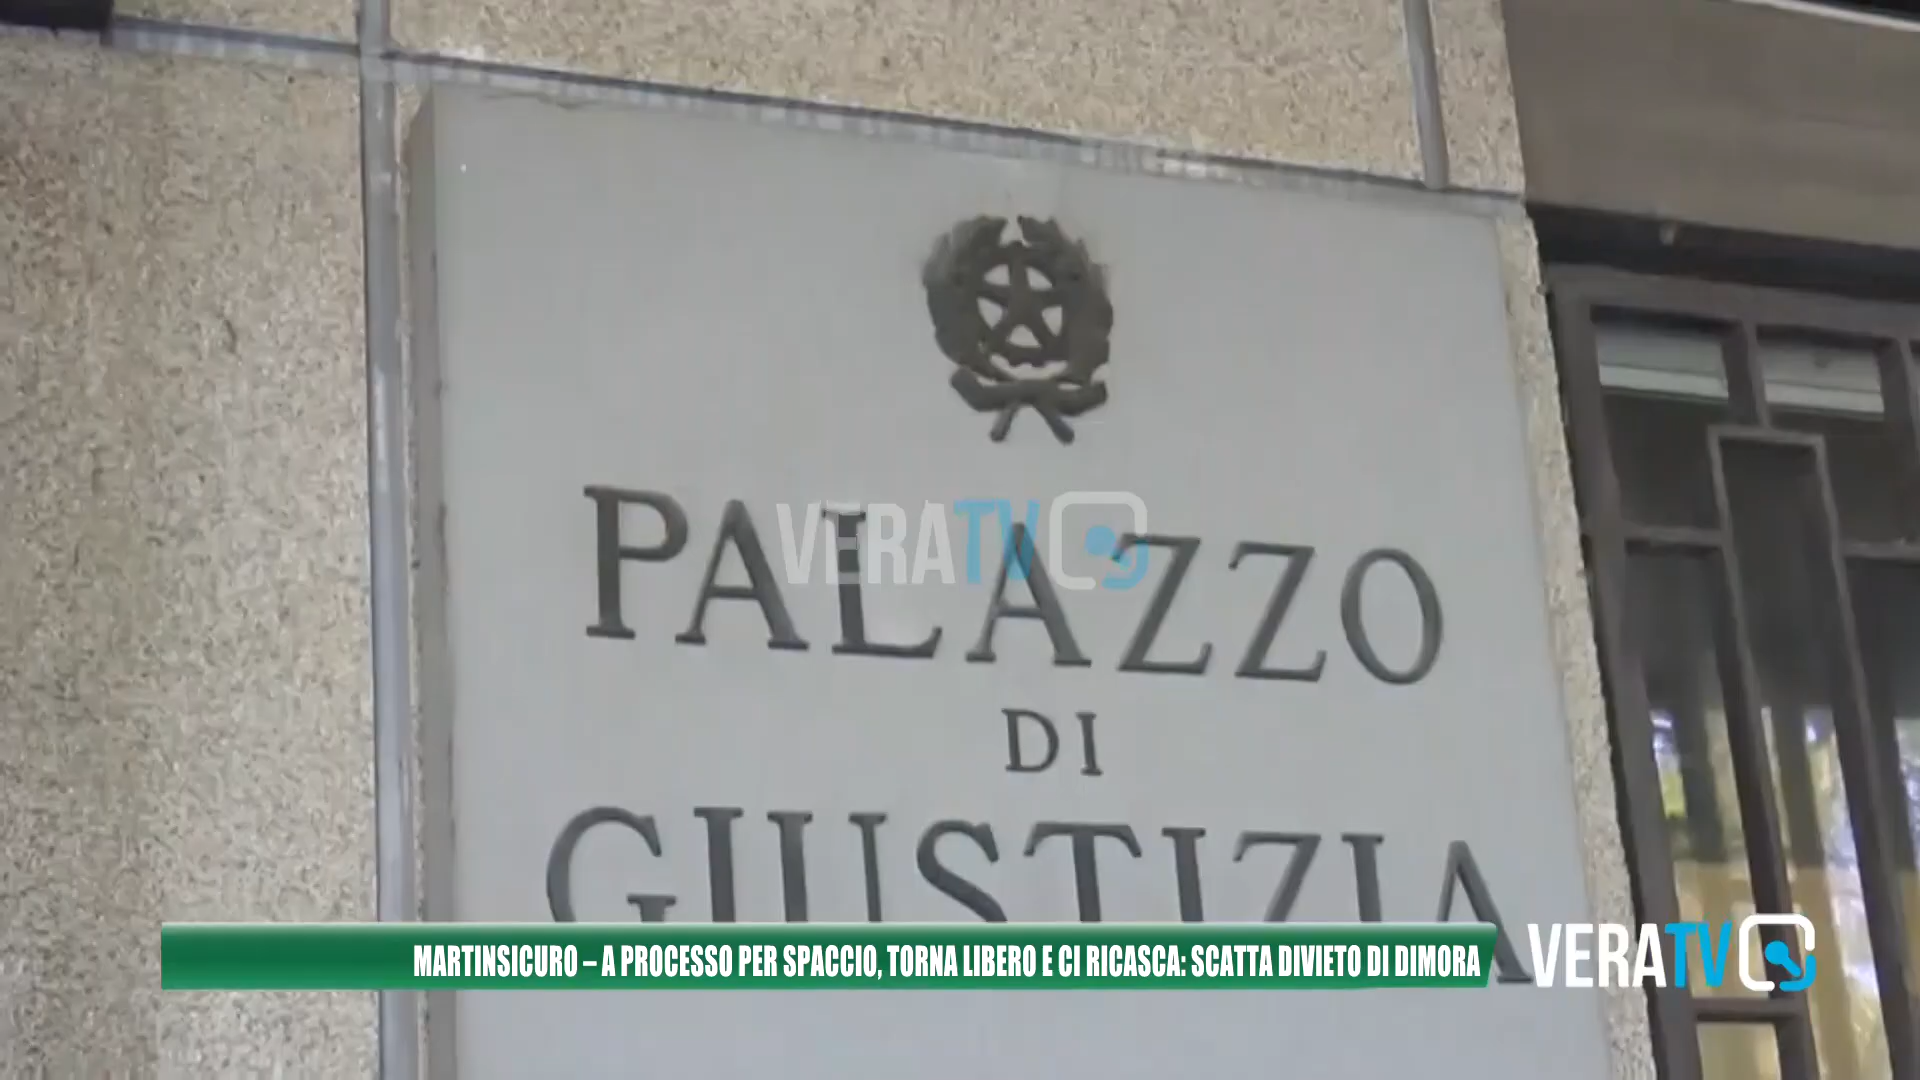 PALAZZO
VERATV
DI
GIUSTIZIA
MARTINSICURO – A PROCESSO PER SPACCIO, TORNA LIBERO E CI RICASCA: SCATTA DIVIETO DI DIMORA
VERATV